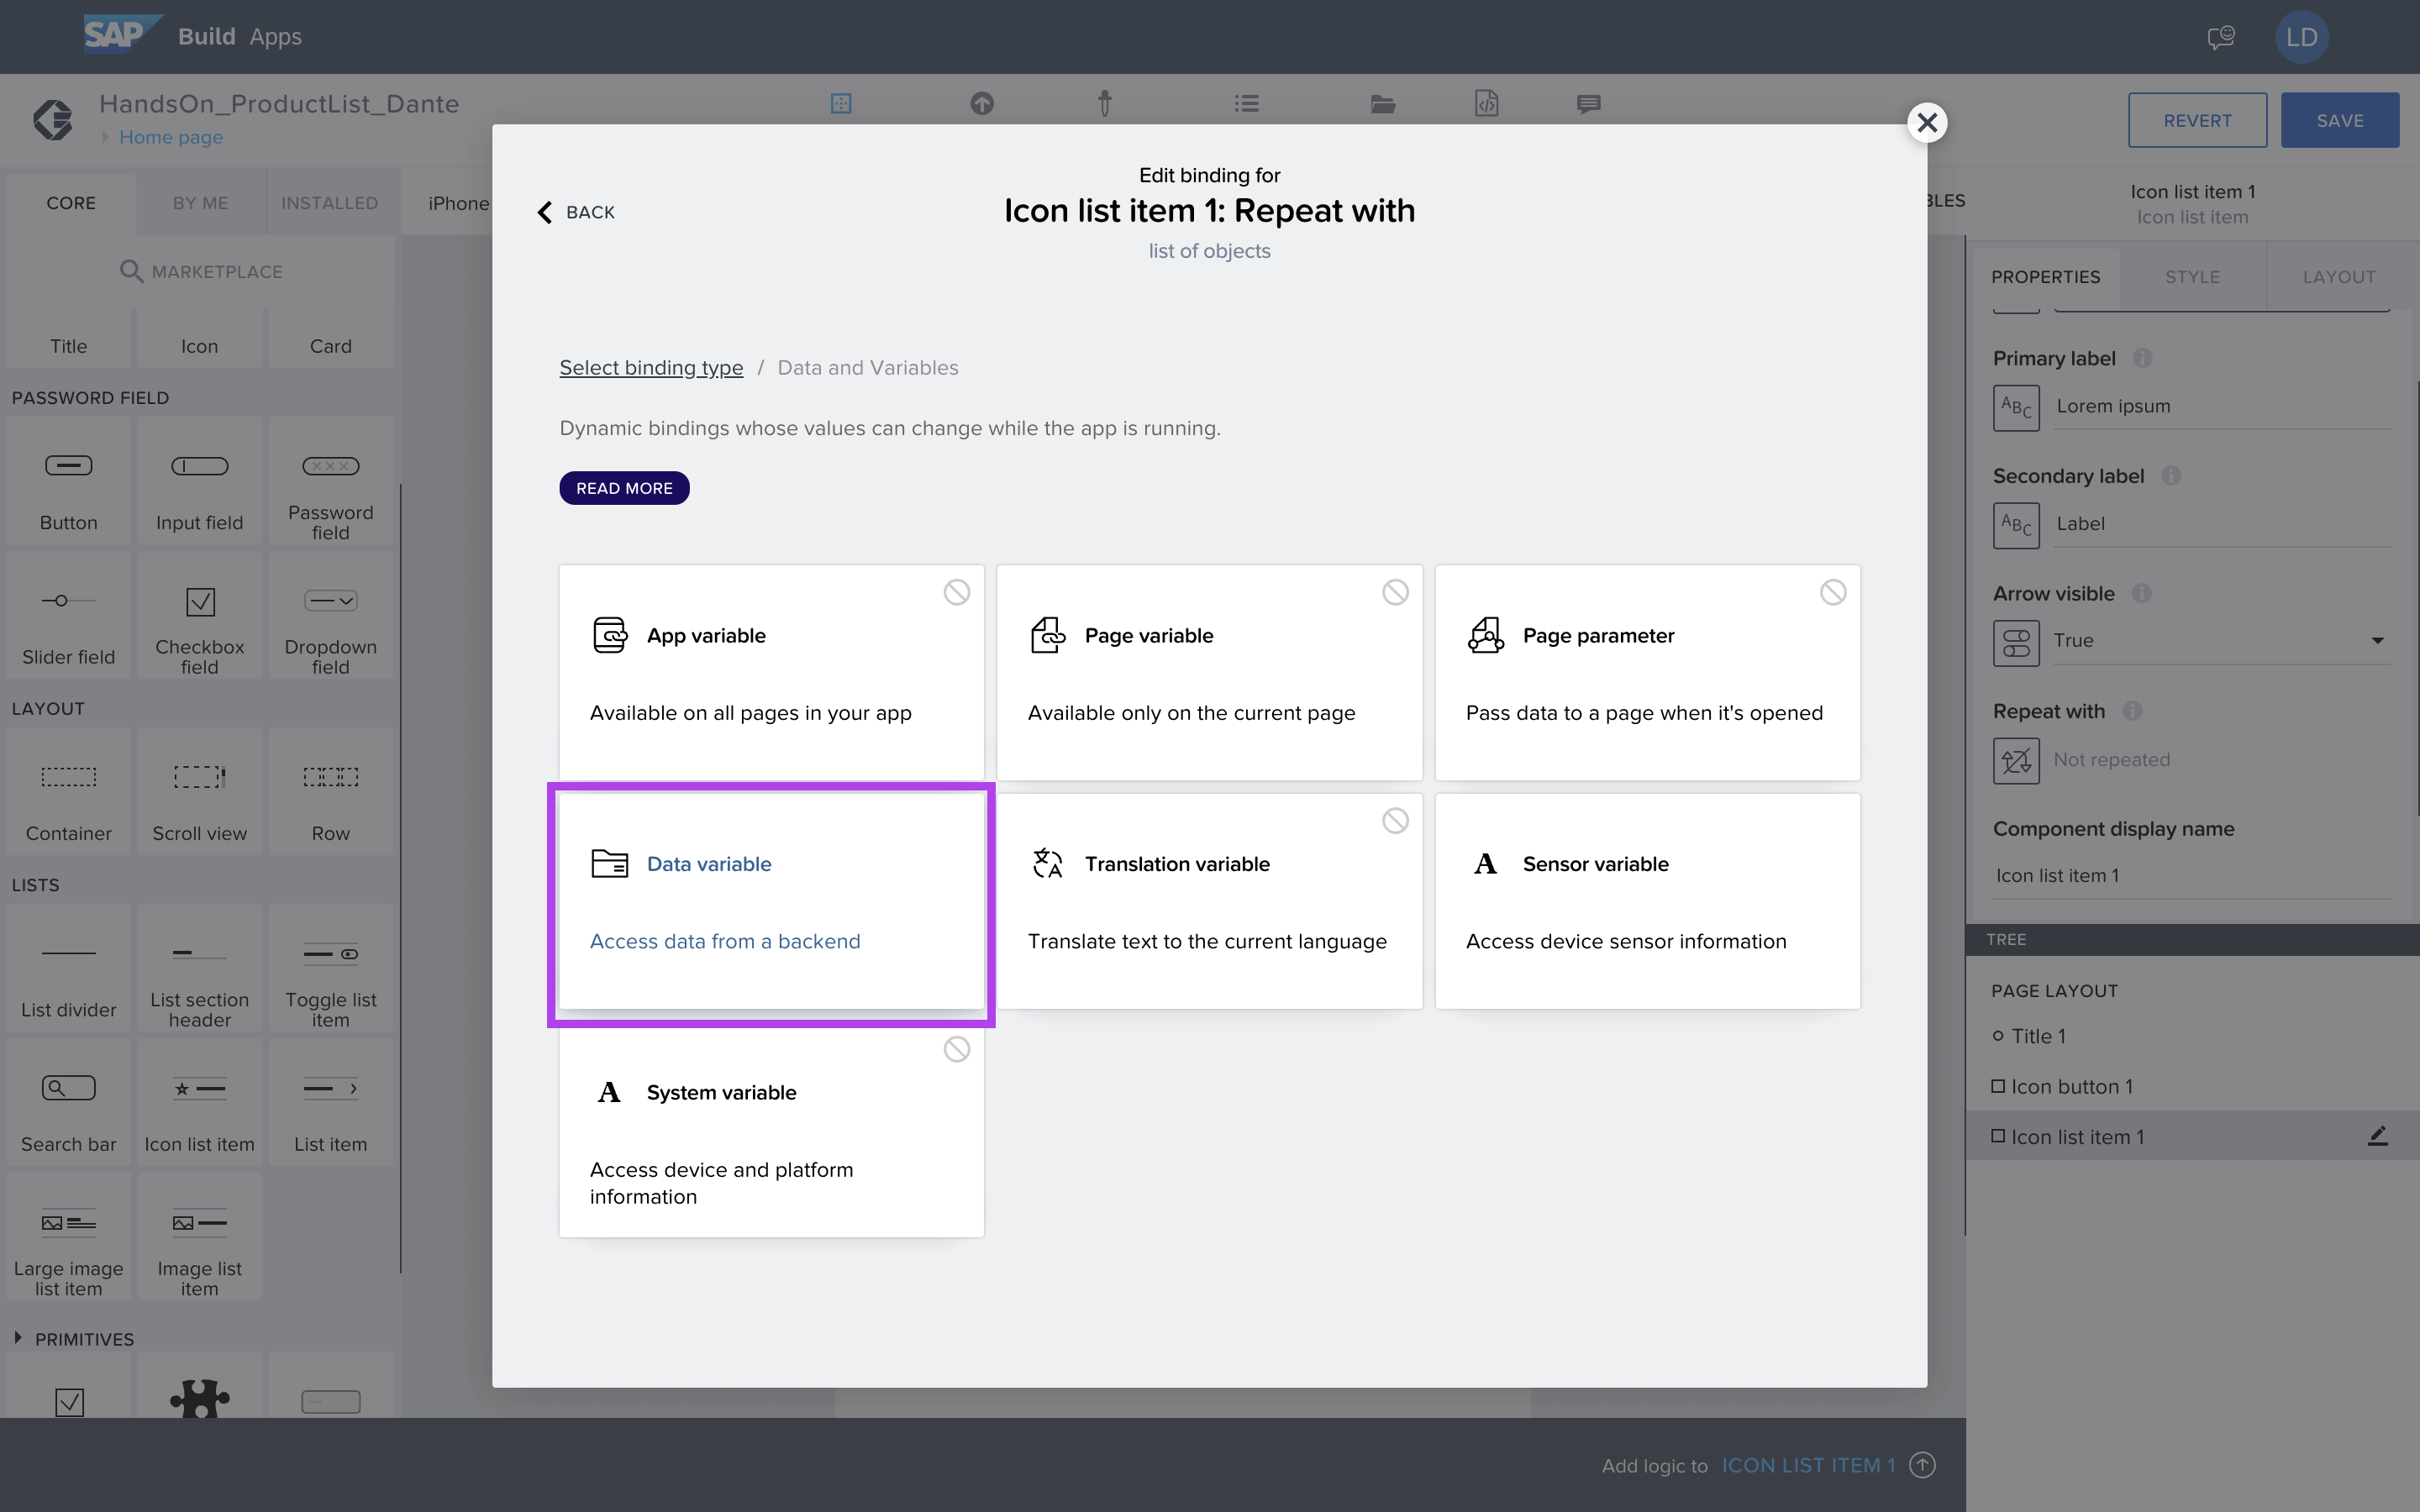 SAP Build Apps
LD
HandsOn_ProductList_Dante
Home page
REVERT
SAVE
CORE
BY ME
INSTALLED
iPhone
MARKETPLACE
Title
Icon
Card
PASSWORD FIELD
Button
Input field
Password
field
Slider field
Checkbox
field
Dropdown
field
LAYOUT
Container
Scroll view
Row
LISTS
List divider
List section
header
Toggle list
item
Search bar
Icon list item
List item
Large image
list item
Image list
item
PRIMITIVES
BACK
Edit binding for
Icon list item 1: Repeat with
list of objects
Select binding type / Data and Variables
Dynamic bindings whose values can change while the app is running.
READ MORE
App variable
Available on all pages in your app
Page variable
Available only on the current page
Page parameter
Pass data to a page when it's opened
Data variable
Access data from a backend
Translation variable
Translate text to the current language
A Sensor variable
Access device sensor information
A System variable
Access device and platform
information
BLES
Icon list item 1
Icon list item
PROPERTIES
STYLE
LAYOUT
Primary label
ABC Lorem ipsum
Secondary label
ABC Label
Arrow visible
True
Repeat with
Not repeated
Component display name
Icon list item 1
TREE
PAGE LAYOUT
Title 1
Icon button 1
Icon list item 1
Add logic to ICON LIST ITEM 1